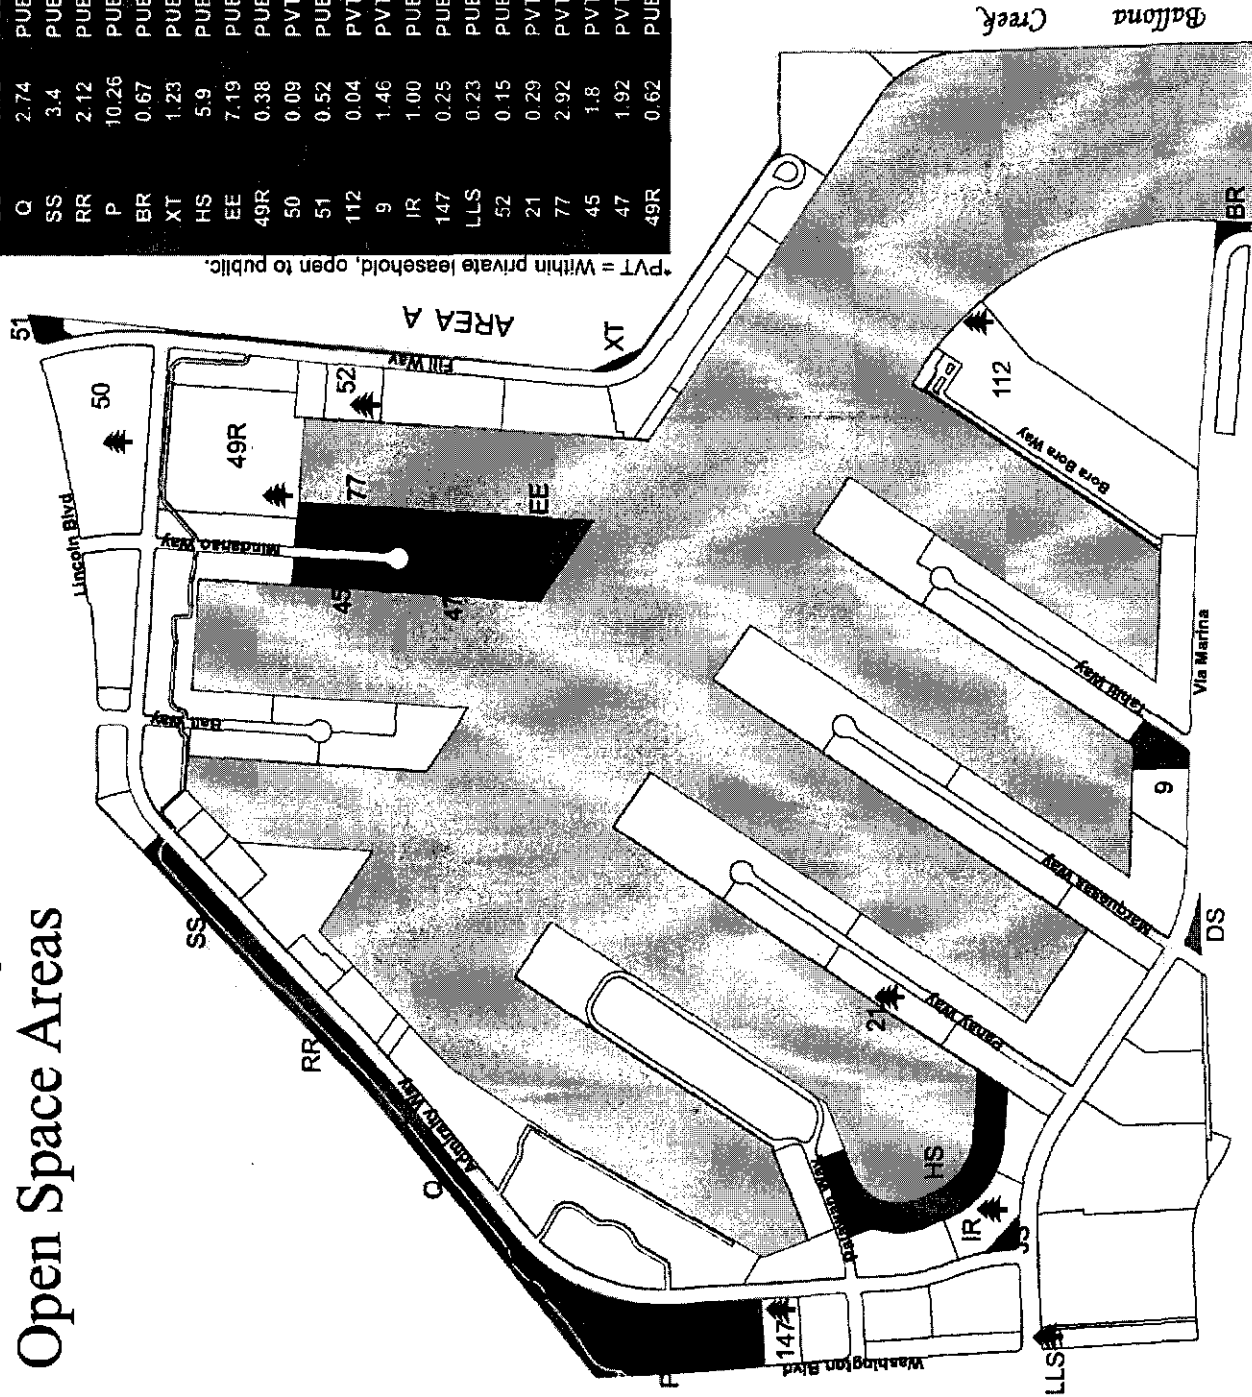 Open Space Areas
Q 2.74 PUB
SS 3.4 PUB
RR 2.12 PUB
P 10.26 PUB
BR 0.67 PUB
XT 1.23 PUB
HS 5.9 PUB
EE 7.19 PUB
49R 0.38 PUB
50 0.09 PVT
51 0.52 PUB
112 0.04 PVT
9 1.46 PVT
IR 1.00 PUB
147 0.25 PUB
LLS 0.23 PUB
52 0.15 PUB
21 0.29 PVT
77 2.92 PUB
45 1.8 PVT
47 1.92 PVT
49R 0.62 PUB
*PVT = Within private leasehold, open to public.
AREA A
51
50
Lincoln Blvd
49R
52
Fiji Way
XT
77
EE
Mindanao Way
45
47
Bali Way
SS
RR
Admiralty Way
Q
P
147
Washington Blvd
LLS
JS
IR
HS
Palawan Way
21
Panay Way
Marquesas Way
DS
9
Tahiti Way
Via Marina
Bora Bora Way
112
BR
Ballona
Creek